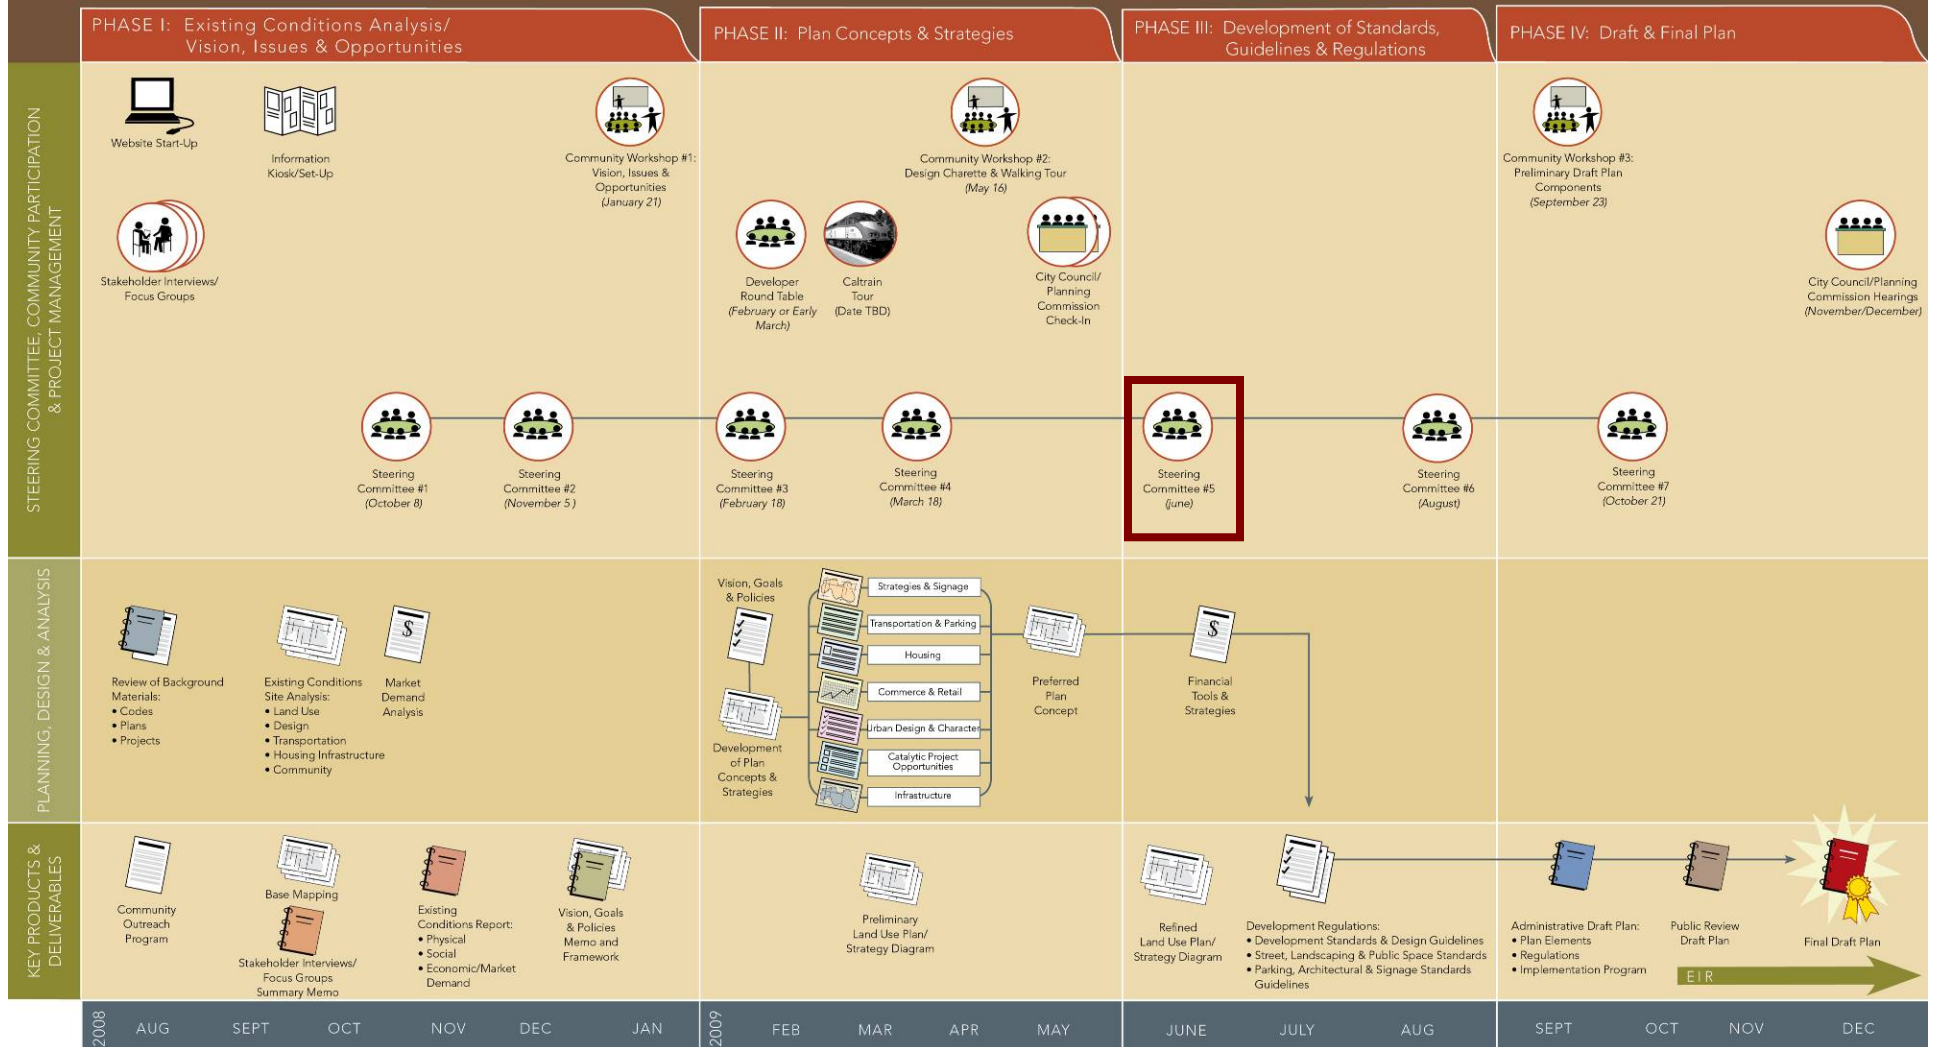 PHASE I: Existing Conditions Analysis/
Vision, Issues & Opportunities
PHASE II: Plan Concepts & Strategies
PHASE III: Development of Standards,
Guidelines & Regulations
PHASE IV: Draft & Final Plan
STEERING COMMITTEE, COMMUNITY PARTICIPATION
& PROJECT MANAGEMENT
Website Start-Up
Information
Kiosk/Set-Up
Community Workshop #1:
Vision, Issues &
Opportunities
(January 21)
Stakeholder Interviews/
Focus Groups
Community Workshop #2:
Design Charette & Walking Tour
(May 16)
Developer
Round Table
(February or Early
March)
Caltrain
Tour
(Date TBD)
City Council/
Planning
Commission
Check-In
Community Workshop #3:
Preliminary Draft Plan
Components
(September 23)
City Council/Planning
Commission Hearings
(November/December)
Steering
Committee #1
(October 8)
Steering
Committee #2
(November 5 )
Steering
Committee #3
(February 18)
Steering
Committee #4
(March 18)
Steering
Committee #5
(june)
Steering
Committee #6
(August)
Steering
Committee #7
(October 21)
PLANNING, DESIGN & ANALYSIS
Review of Background
Materials:
• Codes
• Plans
• Projects
Existing Conditions
Site Analysis:
• Land Use
• Design
• Transportation
• Housing Infrastructure
• Community
$
Market
Demand
Analysis
Vision, Goals
& Policies
Development
of Plan
Concepts &
Strategies
Strategies & Signage
Transportation & Parking
Housing
Commerce & Retail
Urban Design & Character
Catalytic Project
Opportunities
Infrastructure
Preferred
Plan
Concept
$
Financial
Tools &
Strategies
KEY PRODUCTS &
DELIVERABLES
Community
Outreach
Program
Base Mapping
Stakeholder Interviews/
Focus Groups
Summary Memo
Existing
Conditions Report:
• Physical
• Social
• Economic/Market
Demand
Vision, Goals
& Policies
Memo and
Framework
Preliminary
Land Use Plan/
Strategy Diagram
Refined
Land Use Plan/
Strategy Diagram
Development Regulations:
• Development Standards & Design Guidelines
• Street, Landscaping & Public Space Standards
• Parking, Architectural & Signage Standards
Guidelines
Administrative Draft Plan:
• Plan Elements
• Regulations
• Implementation Program
Public Review
Draft Plan
Final Draft Plan
EIR
2008
AUG
SEPT
OCT
NOV
DEC
JAN
2009
FEB
MAR
APR
MAY
JUNE
JULY
AUG
SEPT
OCT
NOV
DEC